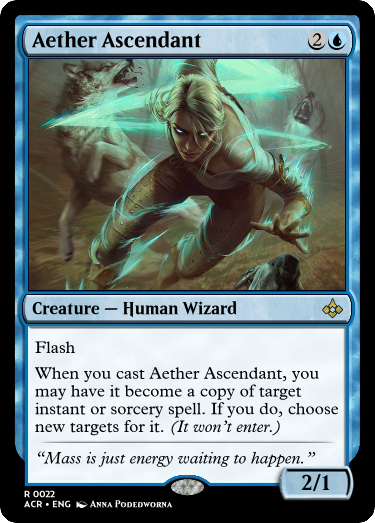 Aether Ascendant 2
Creature — Human Wizard
Flash
When you cast Aether Ascendant, you
may have it become a copy of target
instant or sorcery spell. If you do, choose
new targets for it. (It won't enter.)
“Mass is just energy waiting to happen.”
2/1
R 0022
ACR • ENG Anna Podedworna